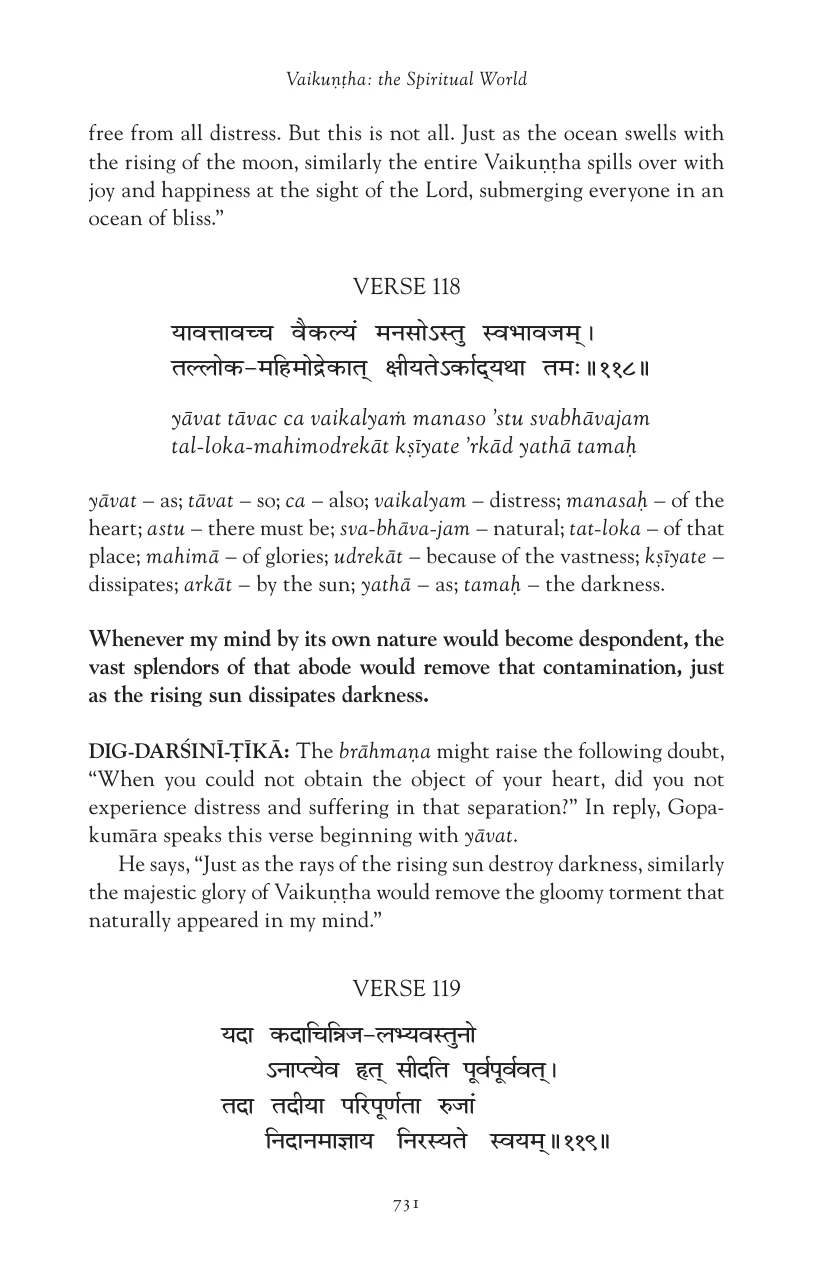 Vaikuṇṭha: the Spiritual World
free from all distress. But this is not all. Just as the ocean swells with
the rising of the moon, similarly the entire Vaikuṇṭha spills over with
joy and happiness at the sight of the Lord, submerging everyone in an
ocean of bliss.”
VERSE 118
यावत्तावच्च वैकल्यं मनसोऽस्तु स्वभावजम् ।
तल्लोक-महिमोद्रेकात् क्षीयतेऽर्काद्यथा तमः ॥११८॥
yāvat tāvac ca vaikalyaṁ manaso ’stu svabhāvajam
tal-loka-mahimodrekāt kṣīyate ’rkād yathā tamaḥ
yāvat – as; tāvat – so; ca – also; vaikalyam – distress; manasaḥ – of the
heart; astu – there must be; sva-bhāva-jam – natural; tat-loka – of that
place; mahimā – of glories; udrekāt – because of the vastness; kṣīyate –
dissipates; arkāt – by the sun; yathā – as; tamaḥ – the darkness.
Whenever my mind by its own nature would become despondent, the
vast splendors of that abode would remove that contamination, just
as the rising sun dissipates darkness.
DIG-DARŚINĪ-ṬĪKĀ: The brāhmaṇa might raise the following doubt,
“When you could not obtain the object of your heart, did you not
experience distress and suffering in that separation?” In reply, Gopa-
kumāra speaks this verse beginning with yāvat.
He says, “Just as the rays of the rising sun destroy darkness, similarly
the majestic glory of Vaikuṇṭha would remove the gloomy torment that
naturally appeared in my mind.”
VERSE 119
यदा कदाचिन्निज-लभ्यवस्तुनो
ऽनाप्त्येव हृत् सीदति पूर्वपूर्ववत् ।
तदा तदीया परिपूर्णता रुजां
निदानमाज्ञाय निरस्यते स्वयम् ॥११९॥
731